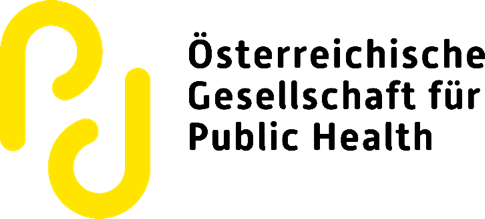 Österreichische
Gesellschaft für
Public Health